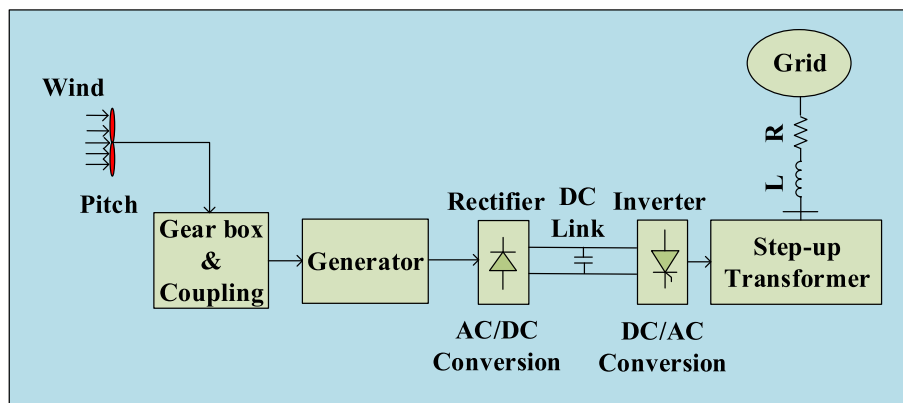 Wind
Pitch
Gear box
&
Coupling
Generator
Rectifier
AC/DC
Conversion
DC
Link
Inverter
DC/AC
Conversion
Step-up
Transformer
L
R
Grid